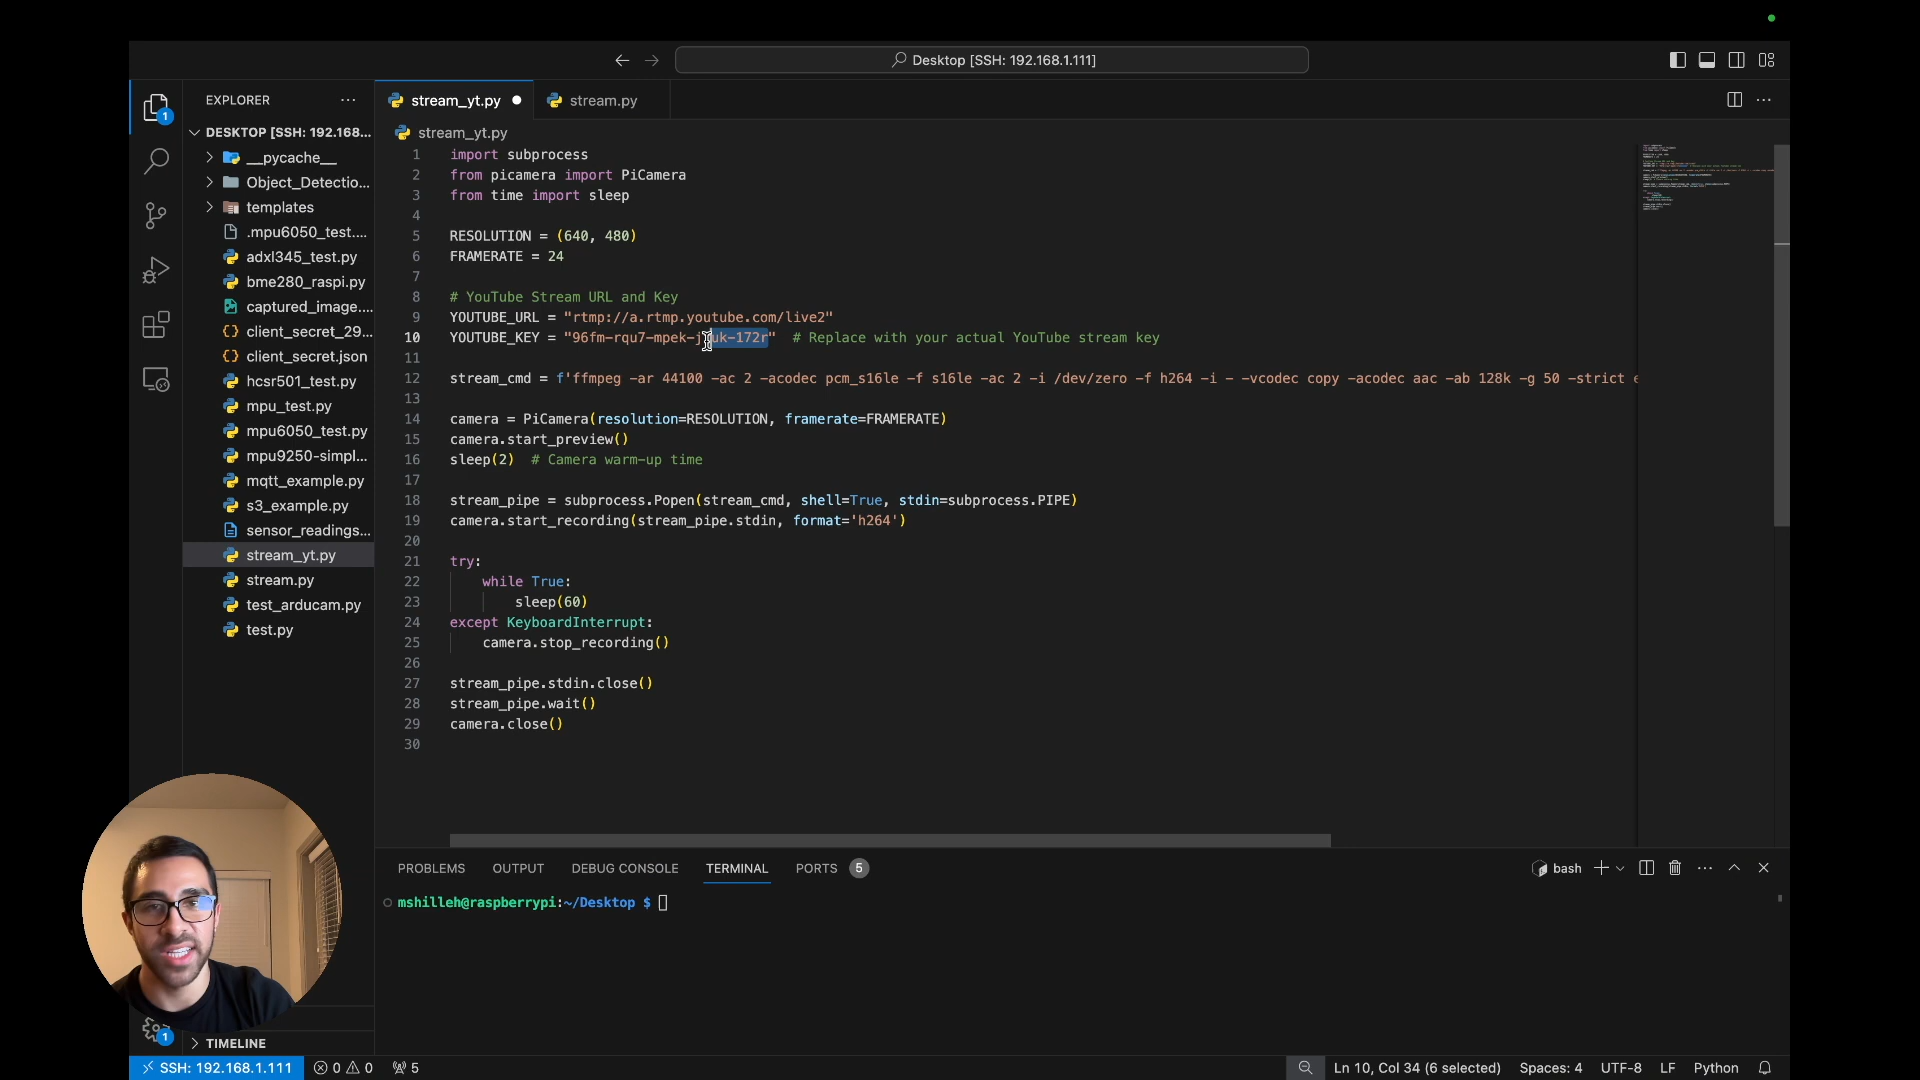 Desktop [SSH: 192.168.1.111]
EXPLORER
stream_yt.py
stream.py
DESKTOP [SSH: 192.168...
__pycache__
Object_Detectio...
templates
.mpu6050_test....
adxl345_test.py
bme280_raspi.py
captured_image....
client_secret_29...
client_secret.json
hcsr501_test.py
mpu_test.py
mpu6050_test.py
mpu9250-simpl...
mqtt_example.py
s3_example.py
sensor_readings...
stream_yt.py
stream.py
test_arducam.py
test.py
TIMELINE
stream_yt.py
1 import subprocess
2 from picamera import PiCamera
3 from time import sleep
4
5 RESOLUTION = (640, 480)
6 FRAMERATE = 24
7
8 # YouTube Stream URL and Key
9 YOUTUBE_URL = "rtmp://a.rtmp.youtube.com/live2"
10 YOUTUBE_KEY = "96fm-rqu7-mpek-j uk-172r" # Replace with your actual YouTube stream key
11
12 stream_cmd = f'ffmpeg -ar 44100 -ac 2 -acodec pcm_s16le -f s16le -ac 2 -i /dev/zero -f h264 -i - -vcodec copy -acodec aac -ab 128k -g 50 -strict e
13
14 camera = PiCamera(resolution=RESOLUTION, framerate=FRAMERATE)
15 camera.start_preview()
16 sleep(2) # Camera warm-up time
17
18 stream_pipe = subprocess.Popen(stream_cmd, shell=True, stdin=subprocess.PIPE)
19 camera.start_recording(stream_pipe.stdin, format='h264')
20
21 try:
22 while True:
23 sleep(60)
24 except KeyboardInterrupt:
25 camera.stop_recording()
26
27 stream_pipe.stdin.close()
28 stream_pipe.wait()
29 camera.close()
30
PROBLEMS OUTPUT DEBUG CONSOLE TERMINAL PORTS 5
bash
mshilleh@raspberrypi:~/Desktop $
1
1
SSH: 192.168.1.111 0 0 5
Ln 10, Col 34 (6 selected) Spaces: 4 UTF-8 LF Python